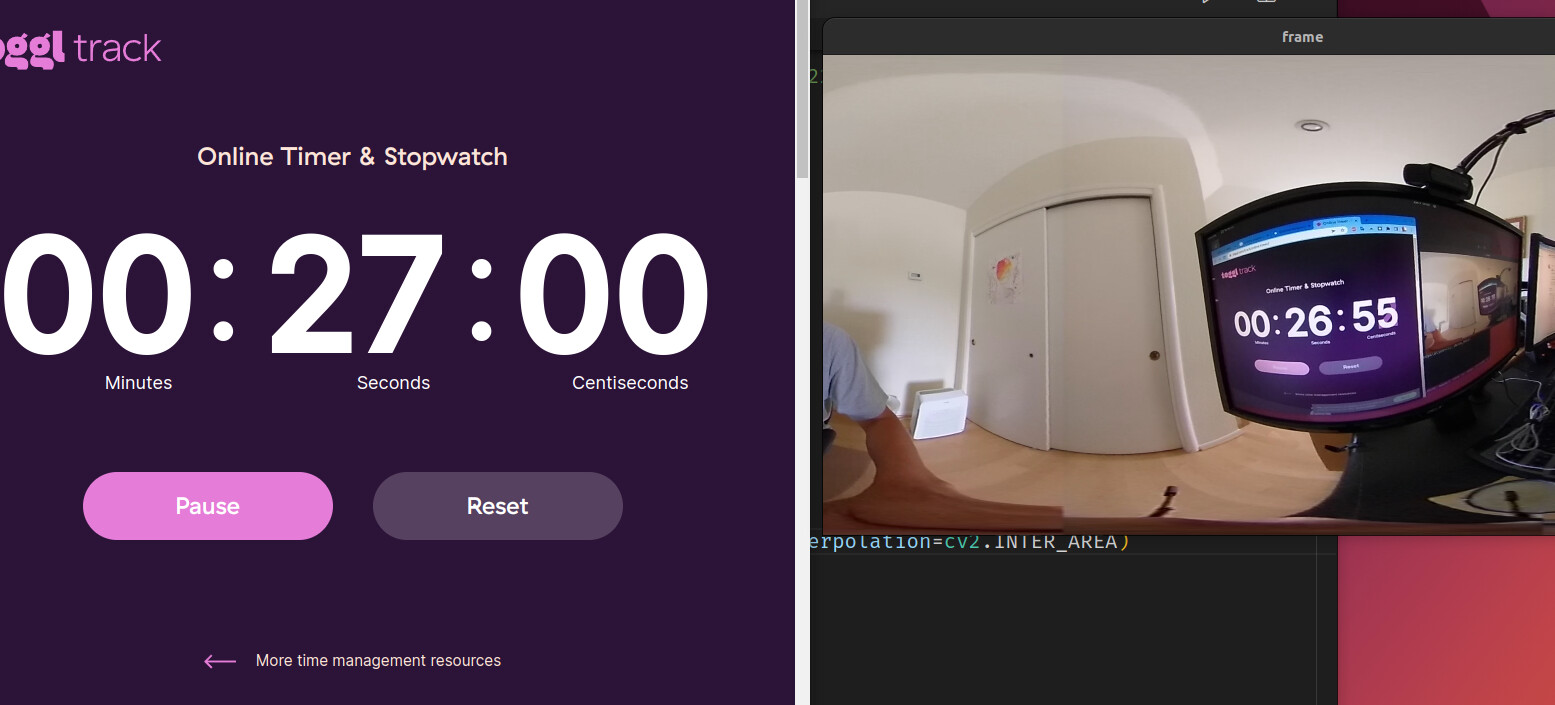 oggl track
Online Timer & Stopwatch
00:27:00
Minutes Seconds Centiseconds
Pause Reset
More time management resources
frame
toggl track
Online Timer & Stopwatch
00:26:55
Minutes Seconds Centiseconds
Reset
erpolation=cv2.INTER_AREA)